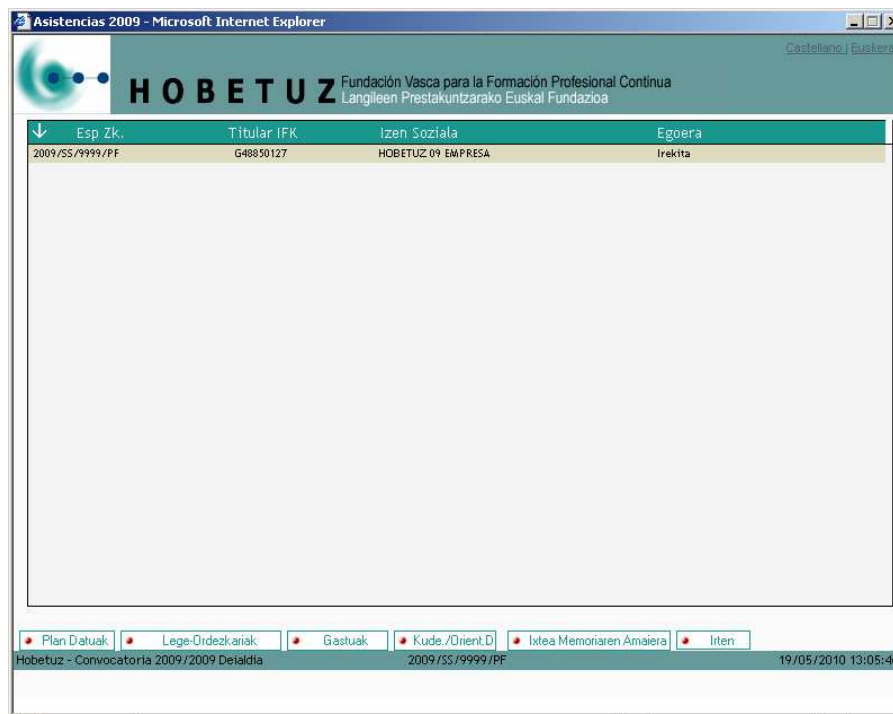 Asistencias 2009 - Microsoft Internet Explorer
Castellano | Euskera
HOBETUZ Fundación Vasca para la Formación Profesional Continua
Langileen Prestakuntzarako Euskal Fundazioa
Esp Zk. Titular IFK Izen Soziala Egoera
2009/SS/9999/PF G48850127 HOBETUZ 09 EMPRESA Irekita
Plan Datuak Lege-Ordezkariak Gastuak Kude./Orient.D Ixtea Memoriaren Amaiera Irten
Hobetuz - Convocatoria 2009/2009 Deialdia 2009/SS/9999/PF 19/05/2010 13:05:4